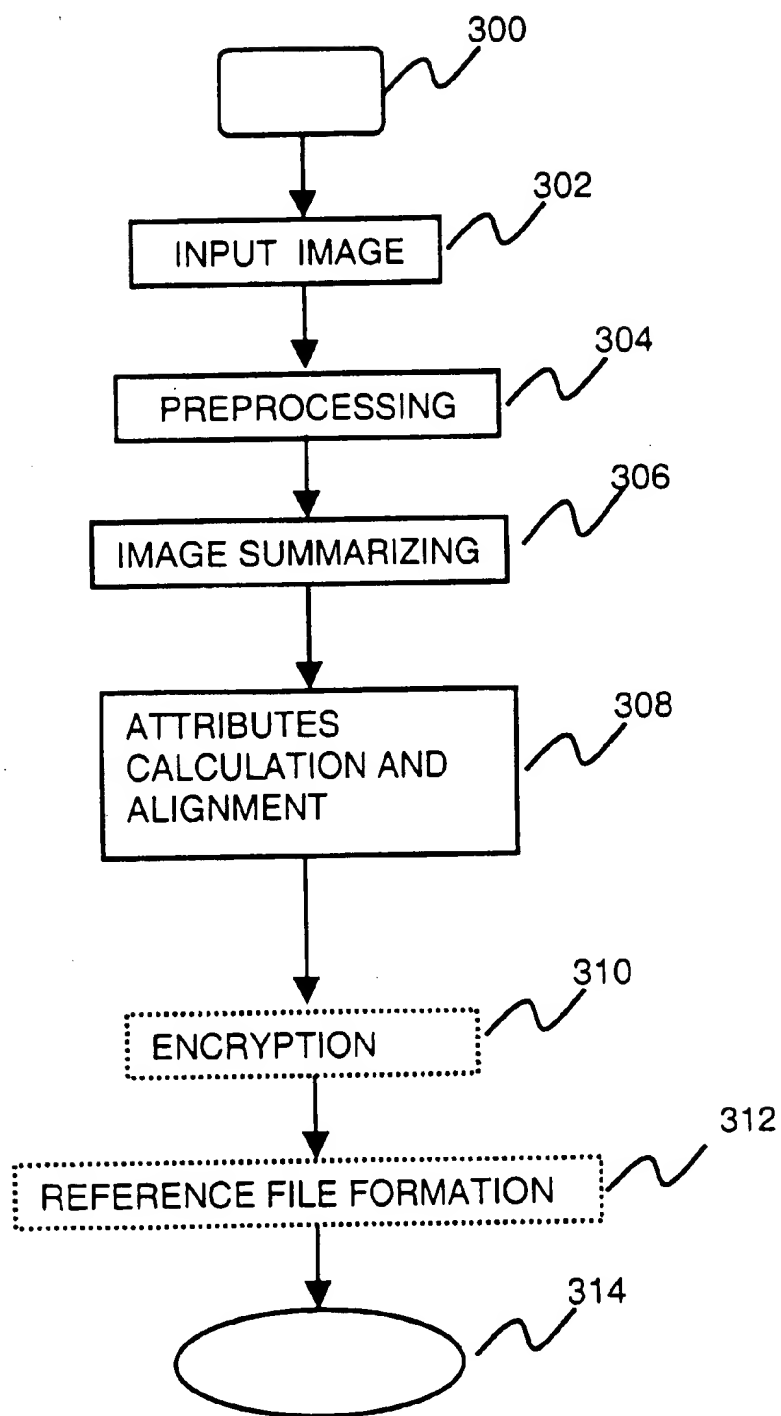 300
302
INPUT IMAGE
304
PREPROCESSING
306
IMAGE SUMMARIZING
308
ATTRIBUTES
CALCULATION AND
ALIGNMENT
310
ENCRYPTION
312
REFERENCE FILE FORMATION
314